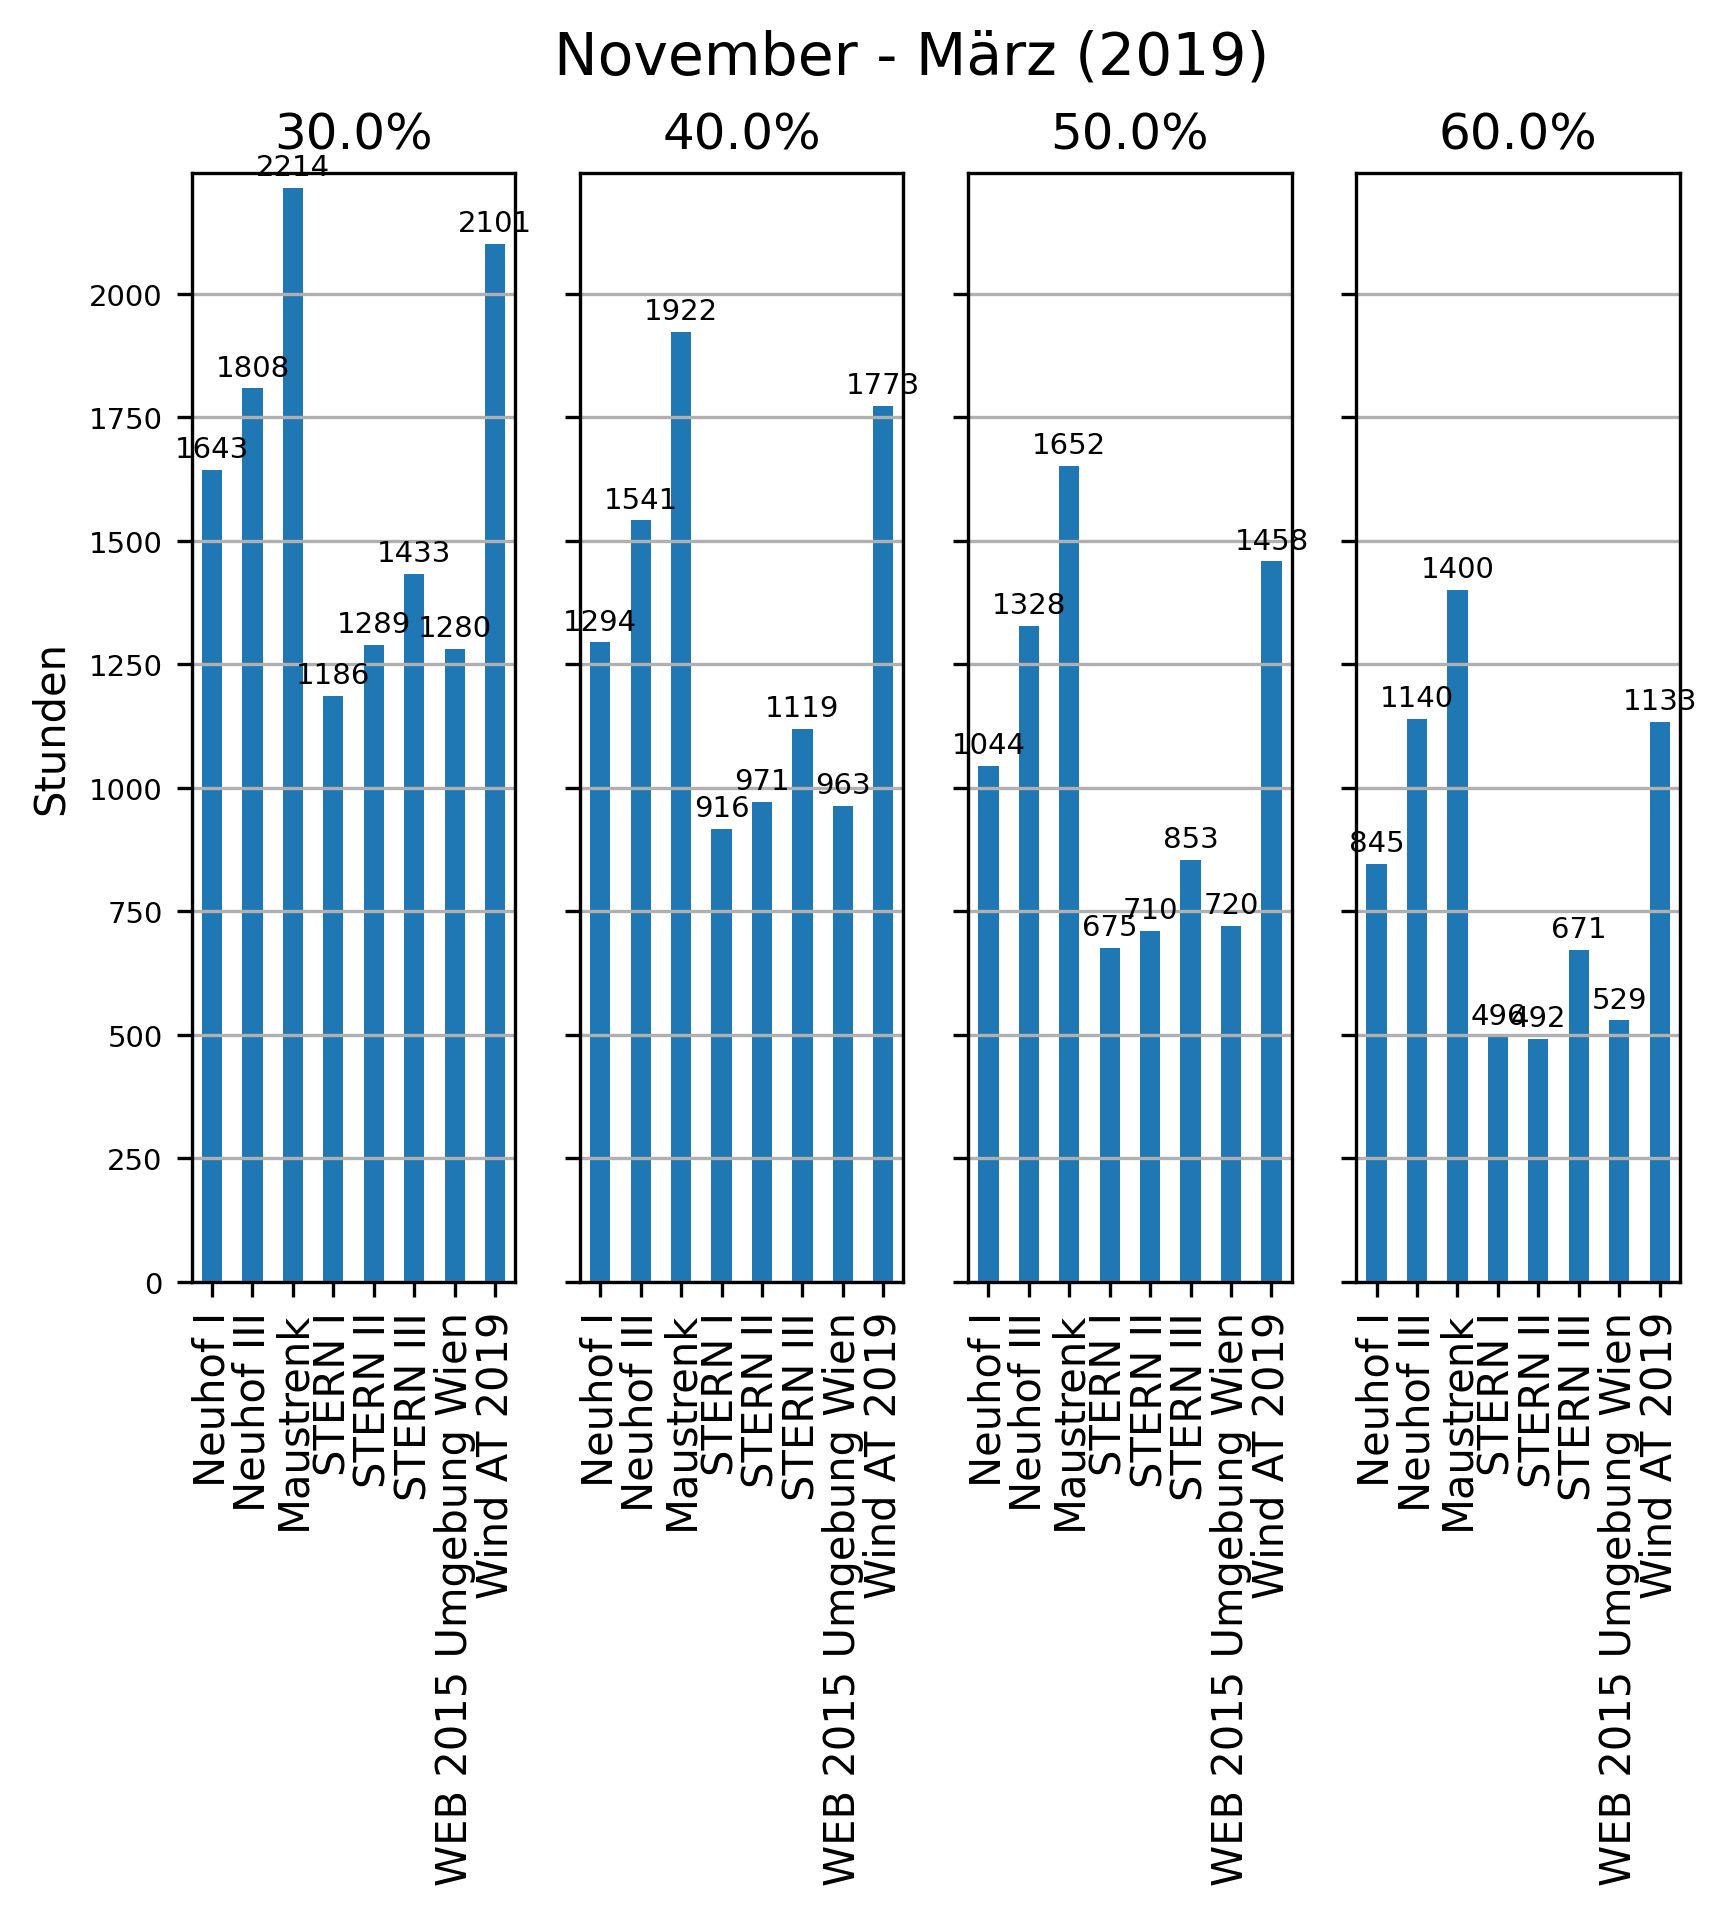 November - März (2019)
30.0%
40.0%
50.0%
60.0%
Stunden
2000
1750
1500
1250
1000
750
500
250
0
1643
1808
2214
1186
1289
1433
1280
2101
Neuhof I
Neuhof III
Maustrenk
STERN I
STERN II
STERN III
WEB 2015 Umgebung Wien
Wind AT 2019
1294
1541
1922
916
971
1119
963
1773
Neuhof I
Neuhof III
Maustrenk
STERN I
STERN II
STERN III
WEB 2015 Umgebung Wien
Wind AT 2019
1044
1328
1652
675
710
853
720
1458
Neuhof I
Neuhof III
Maustrenk
STERN I
STERN II
STERN III
WEB 2015 Umgebung Wien
Wind AT 2019
845
1140
1400
496
492
671
529
1133
Neuhof I
Neuhof III
Maustrenk
STERN I
STERN II
STERN III
WEB 2015 Umgebung Wien
Wind AT 2019